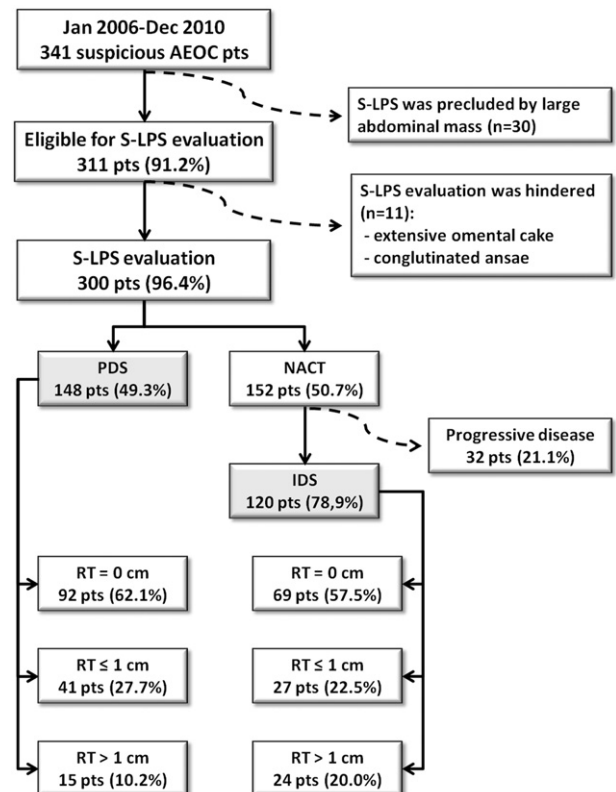 Jan 2006-Dec 2010
341 suspicious AEOC pts
S-LPS was precluded by large
abdominal mass (n=30)
Eligible for S-LPS evaluation
311 pts (91.2%)
S-LPS evaluation was hindered
(n=11):
- extensive omental cake
- conglutinated ansae
S-LPS evaluation
300 pts (96.4%)
PDS
148 pts (49.3%)
NACT
152 pts (50.7%)
Progressive disease
32 pts (21.1%)
IDS
120 pts (78,9%)
RT = 0 cm
92 pts (62.1%)
RT = 0 cm
69 pts (57.5%)
RT ≤ 1 cm
41 pts (27.7%)
RT ≤ 1 cm
27 pts (22.5%)
RT > 1 cm
15 pts (10.2%)
RT > 1 cm
24 pts (20.0%)